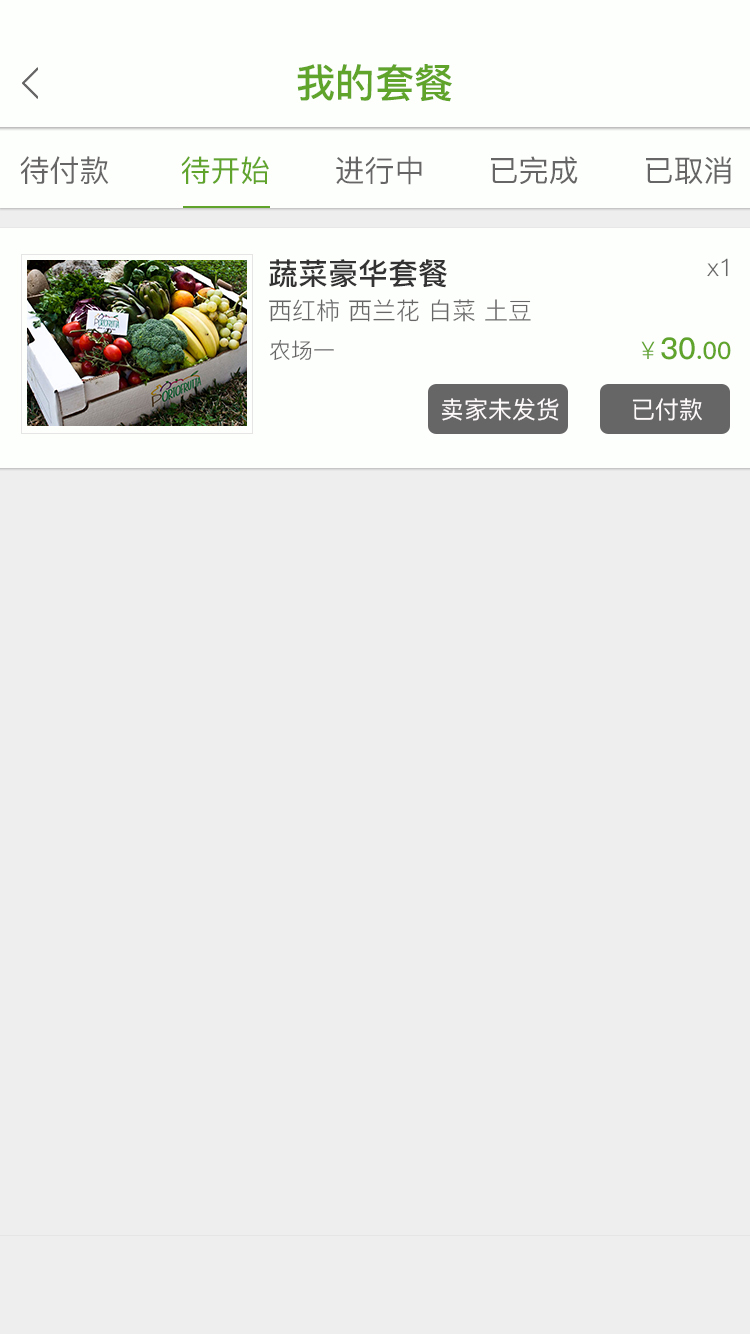 我的套餐
待付款 待开始 进行中 已完成 已取消
蔬菜豪华套餐 x1
西红柿 西兰花 白菜 土豆
农场一 ￥30.00
卖家未发货 已付款
PORTOFRUITA